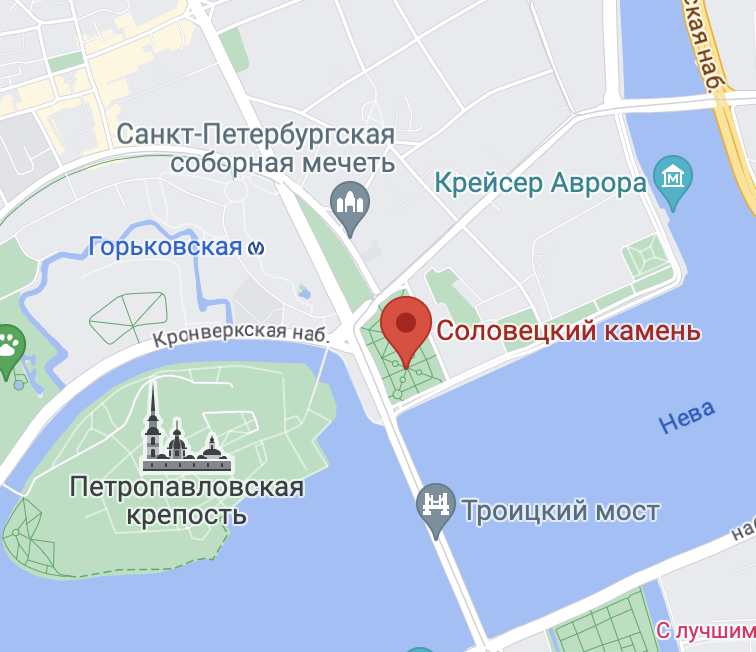 ская наб.
Санкт-Петербургская
соборная мечеть
Крейсер Аврора
Горьковская
Кронверкская наб.
Соловецкий камень
Нева
Петропавловская
крепость
Троицкий мост
наб
С лучшим